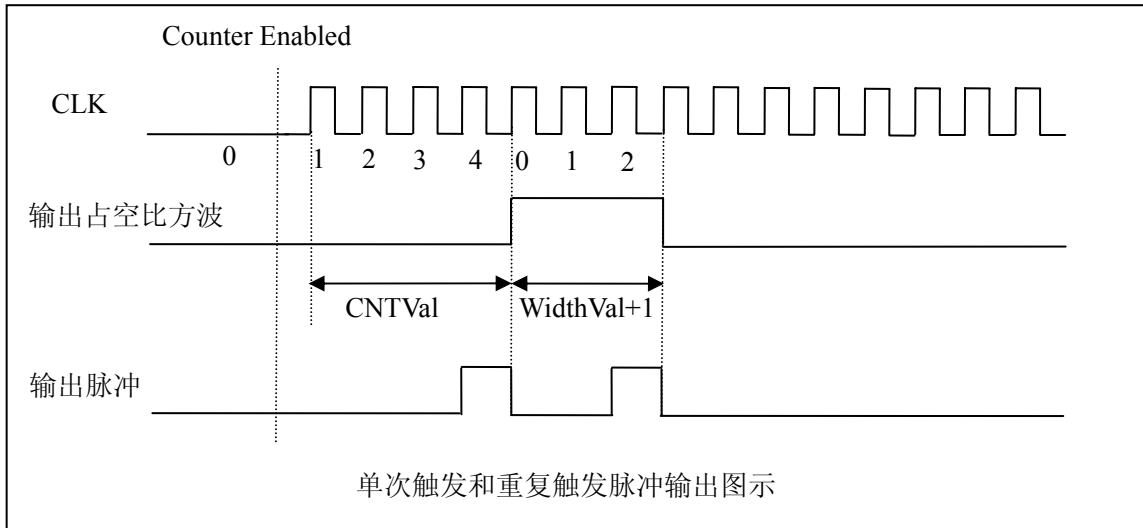 Counter Enabled
CLK
0 1 2 3 4 0 1 2
输出占空比方波
CNTVal WidthVal+1
输出脉冲
单次触发和重复触发脉冲输出图示